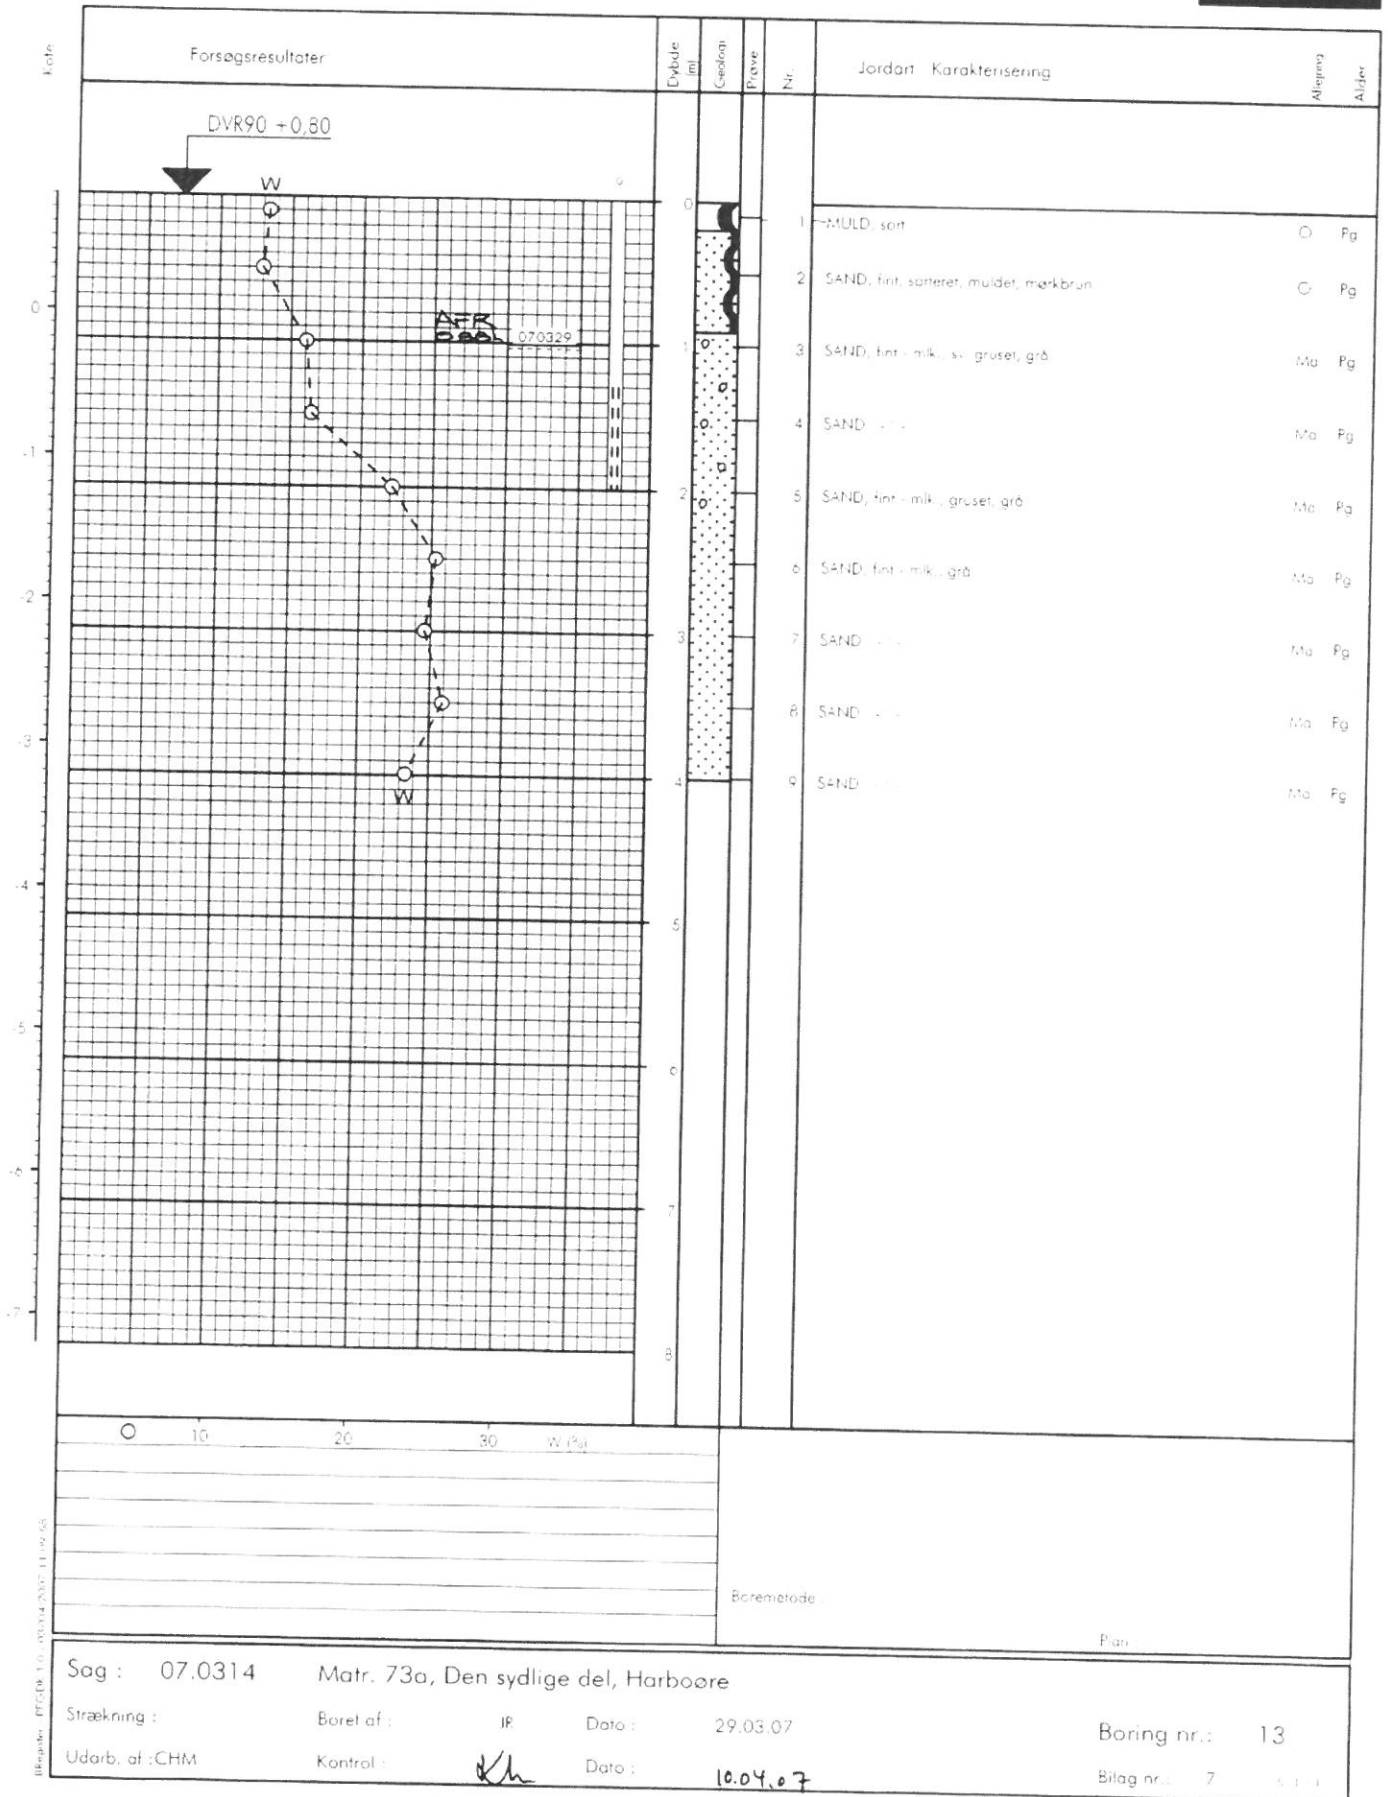 Kote
Forsøgsresultater
Dybde (m)
Geologi
Prøve
Nr.
Jordart Karakterisering
Aflejring
Alder
DVR90 +0,80
W
0
1 MULD, sort O Pg
2 SAND, fint, sorteret, muldet, mørkbrun O Pg
0
070329
1
3 SAND, fint - mlk., sv. gruset, grå Ma Pg
-1
4 SAND - - - Ma Pg
2
5 SAND, fint - mlk., gruset, grå Ma Pg
-2
6 SAND, fint - mlk., grå Ma Pg
3
7 SAND - - - Ma Pg
-3
8 SAND - - - Ma Pg
4
9 SAND - - - Ma Pg
W
-4
5
-5
6
-6
7
-7
8
10 20 30 W (%)
Boremetode
Plan
Sag : 07.0314 Matr. 73a, Den sydlige del, Harboøre
Strækning : Boret af : JR Dato : 29.03.07 Boring nr.: 13
Udarb. af :CHM Kontrol : Kh Dato : 10.04.07 Bilag nr.: 7